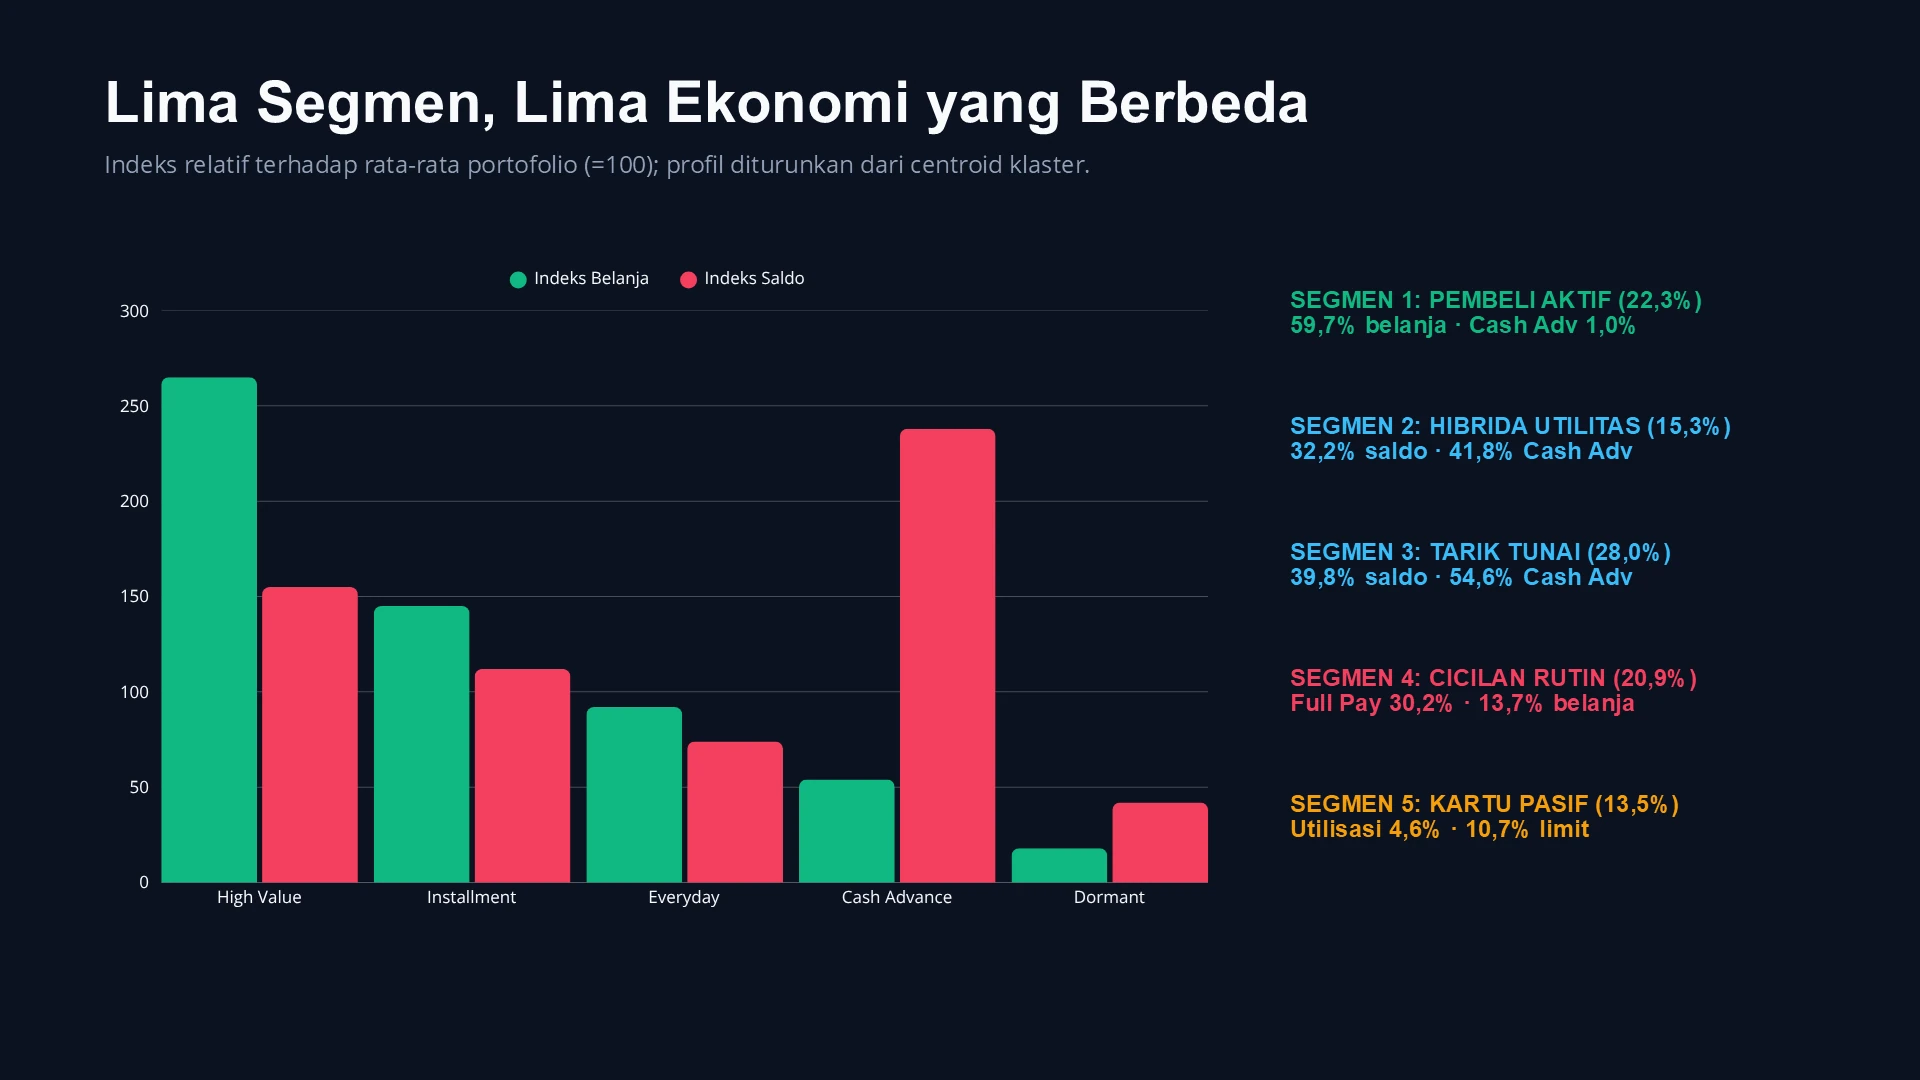 Lima Segmen, Lima Ekonomi yang Berbeda
Indeks relatif terhadap rata-rata portofolio (=100); profil diturunkan dari centroid klaster.
Indeks Belanja
Indeks Saldo
300
250
200
150
100
50
0
High Value
Installment
Everyday
Cash Advance
Dormant
SEGMEN 1: PEMBELI AKTIF (22,3%)
59,7% belanja · Cash Adv 1,0%
SEGMEN 2: HIBRIDA UTILITAS (15,3%)
32,2% saldo · 41,8% Cash Adv
SEGMEN 3: TARIK TUNAI (28,0%)
39,8% saldo · 54,6% Cash Adv
SEGMEN 4: CICILAN RUTIN (20,9%)
Full Pay 30,2% · 13,7% belanja
SEGMEN 5: KARTU PASIF (13,5%)
Utilisasi 4,6% · 10,7% limit